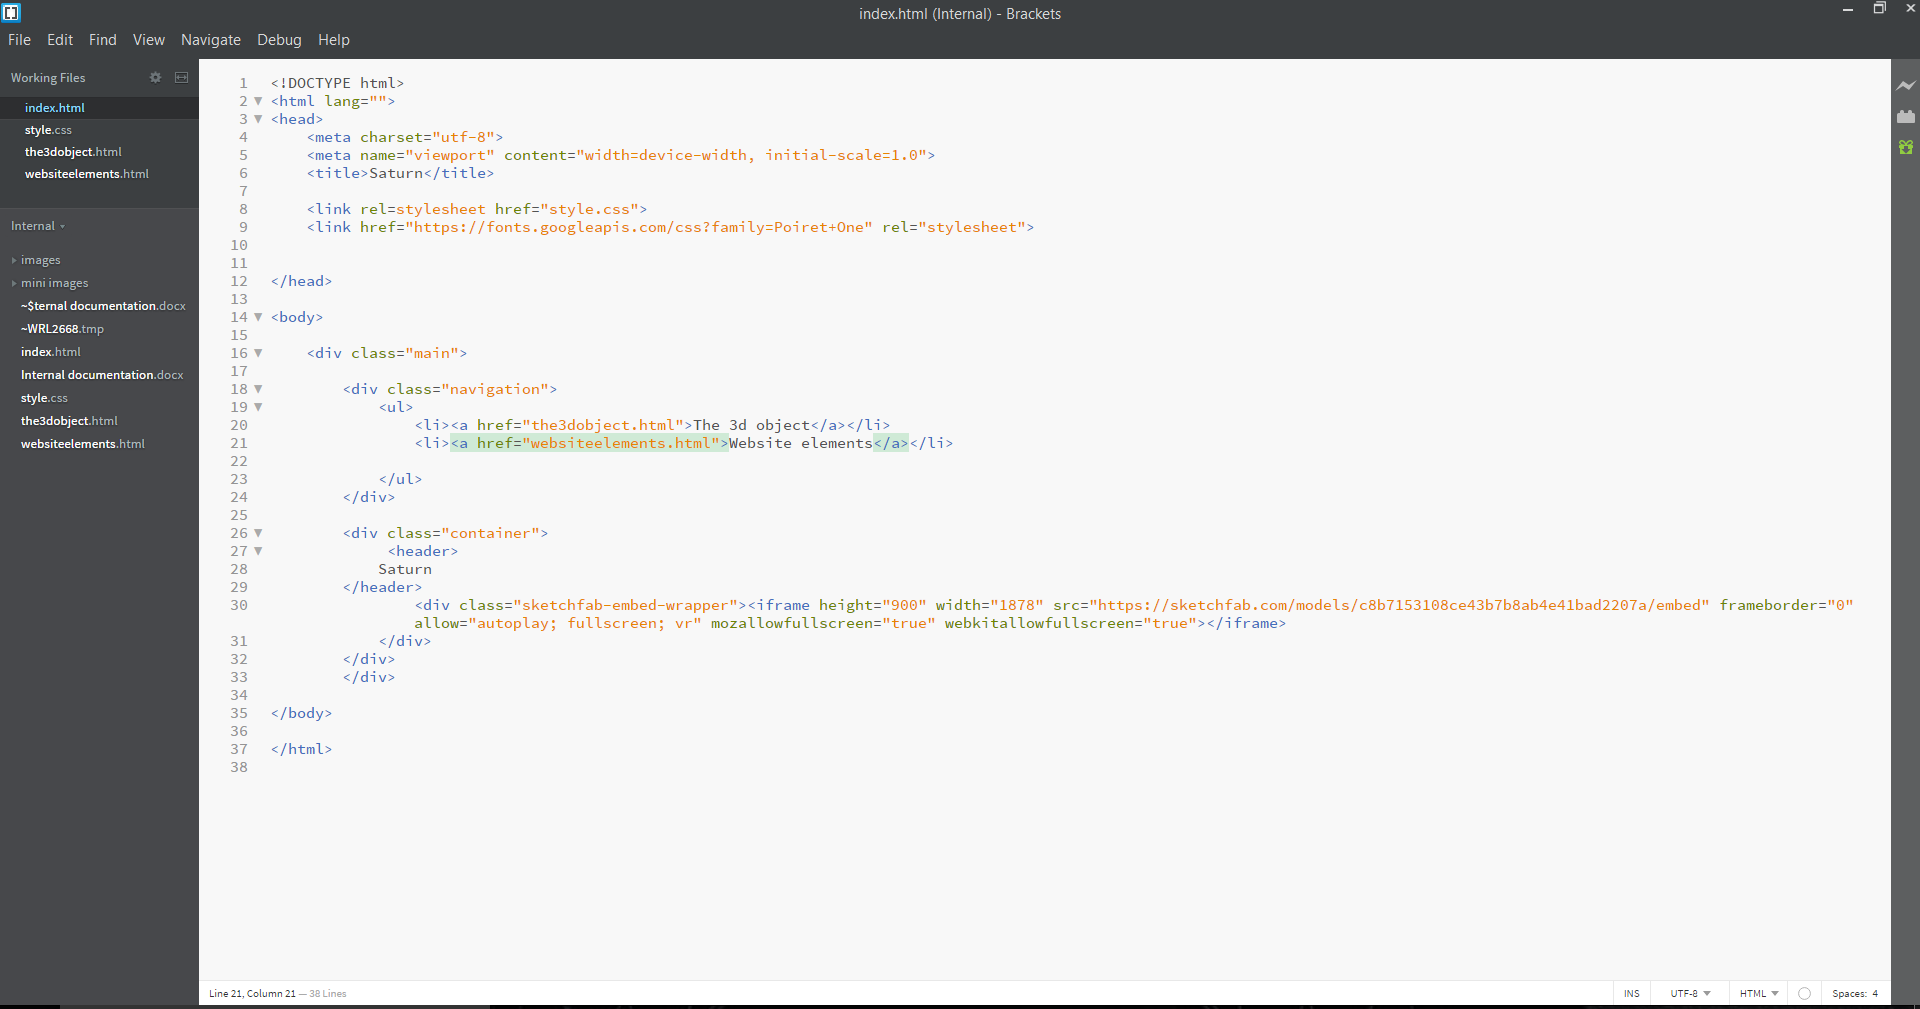 index.html (Internal) - Brackets
File Edit Find View Navigate Debug Help
Working Files
index.html
style.css
the3dobject.html
websiteelements.html
Internal
images
mini images
~$ternal documentation.docx
~WRL2668.tmp
index.html
Internal documentation.docx
style.css
the3dobject.html
websiteelements.html
1 <!DOCTYPE html>
2 <html lang="">
3 <head>
4 <meta charset="utf-8">
5 <meta name="viewport" content="width=device-width, initial-scale=1.0">
6 <title>Saturn</title>
7
8 <link rel=stylesheet href="style.css">
9 <link href="https://fonts.googleapis.com/css?family=Poiret+One" rel="stylesheet">
10
11
12 </head>
13
14 <body>
15
16 <div class="main">
17
18 <div class="navigation">
19 <ul>
20 <li><a href="the3dobject.html">The 3d object</a></li>
21 <li><a href="websiteelements.html">Website elements</a></li>
22
23 </ul>
24 </div>
25
26 <div class="container">
27 <header>
28 Saturn
29 </header>
30 <div class="sketchfab-embed-wrapper"><iframe height="900" width="1878" src="https://sketchfab.com/models/c8b7153108ce43b7b8ab4e41bad2207a/embed" frameborder="0"
allow="autoplay; fullscreen; vr" mozallowfullscreen="true" webkitallowfullscreen="true"></iframe>
31 </div>
32 </div>
33 </div>
34
35 </body>
36
37 </html>
38
Line 21, Column 21 — 38 Lines
INS UTF-8 HTML Spaces: 4